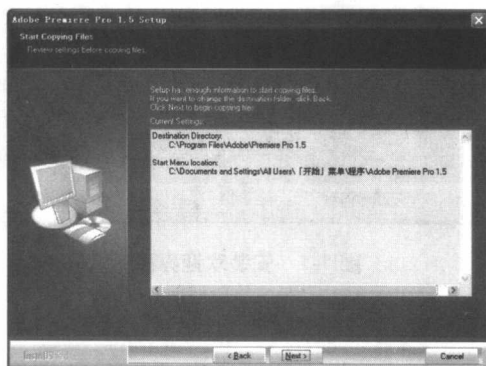 Adobe Premiere Pro 1.5 Setup
Start Copying Files
Review settings before copying files.
Setup has enough information to start copying files.
If you want to change the destination folder, click Back.
Click Next to begin copying files.
Current Settings:
Destination Directory:
C:\Program Files\Adobe\Premiere Pro 1.5
Start Menu location:
C:\Documents and Settings\All Users\「开始」菜单\程序\Adobe Premiere Pro 1.5
< Back
Next >
Cancel